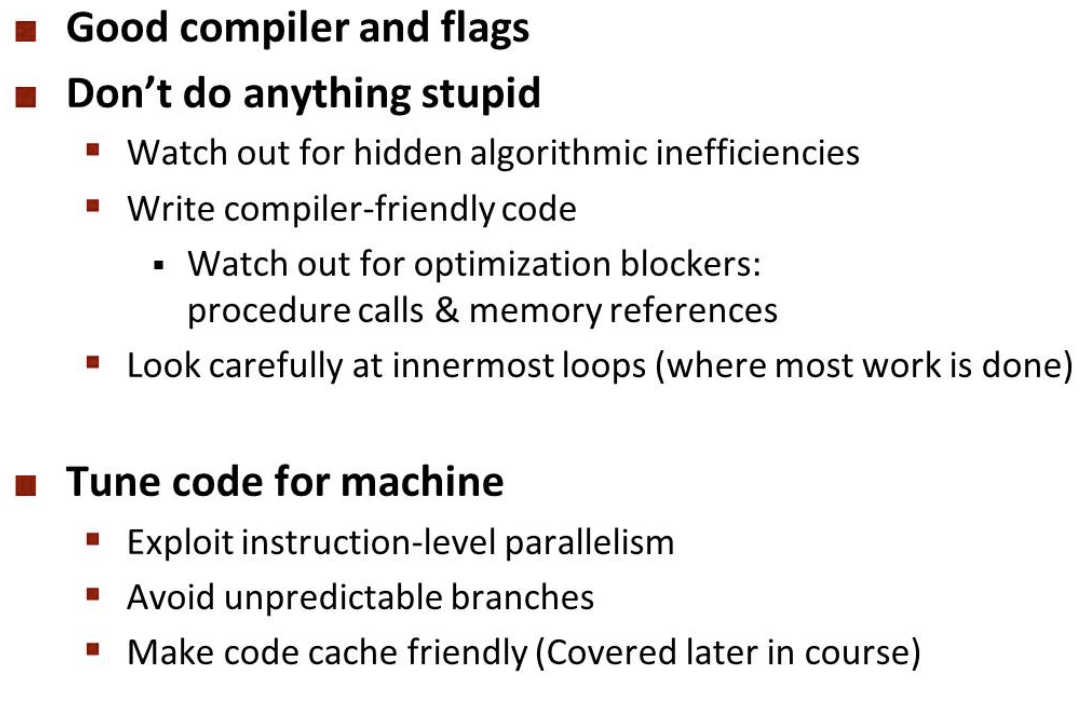 Good compiler and flags
Don't do anything stupid
Watch out for hidden algorithmic inefficiencies
Write compiler-friendly code
Watch out for optimization blockers:
procedure calls & memory references
Look carefully at innermost loops (where most work is done)
Tune code for machine
Exploit instruction-level parallelism
Avoid unpredictable branches
Make code cache friendly (Covered later in course)